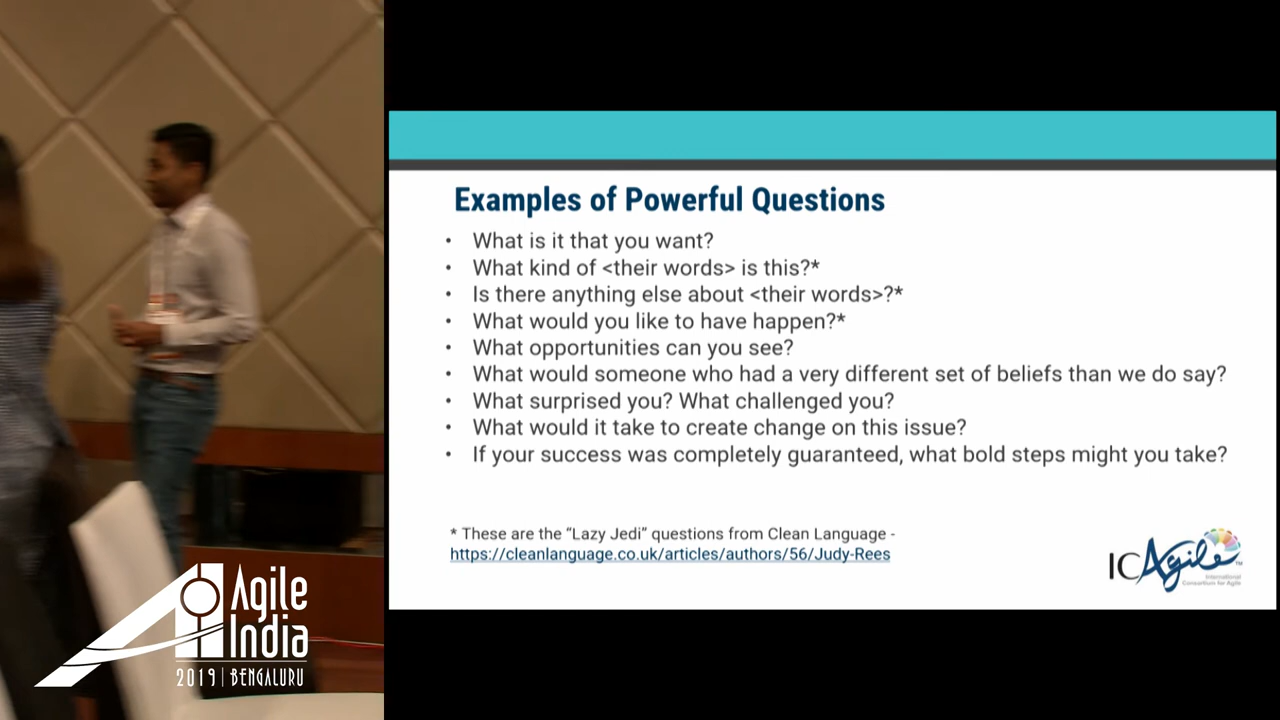 Examples of Powerful Questions
• What is it that you want?
• What kind of <their words> is this?*
• Is there anything else about <their words>?*
• What would you like to have happen?*
• What opportunities can you see?
• What would someone who had a very different set of beliefs than we do say?
• What surprised you? What challenged you?
• What would it take to create change on this issue?
• If your success was completely guaranteed, what bold steps might you take?
* These are the “Lazy Jedi” questions from Clean Language -
https://cleanlanguage.co.uk/articles/authors/56/Judy-Rees
ICAgile™
International
Consortium for Agile
Agile
India
2019 | BENGALURU